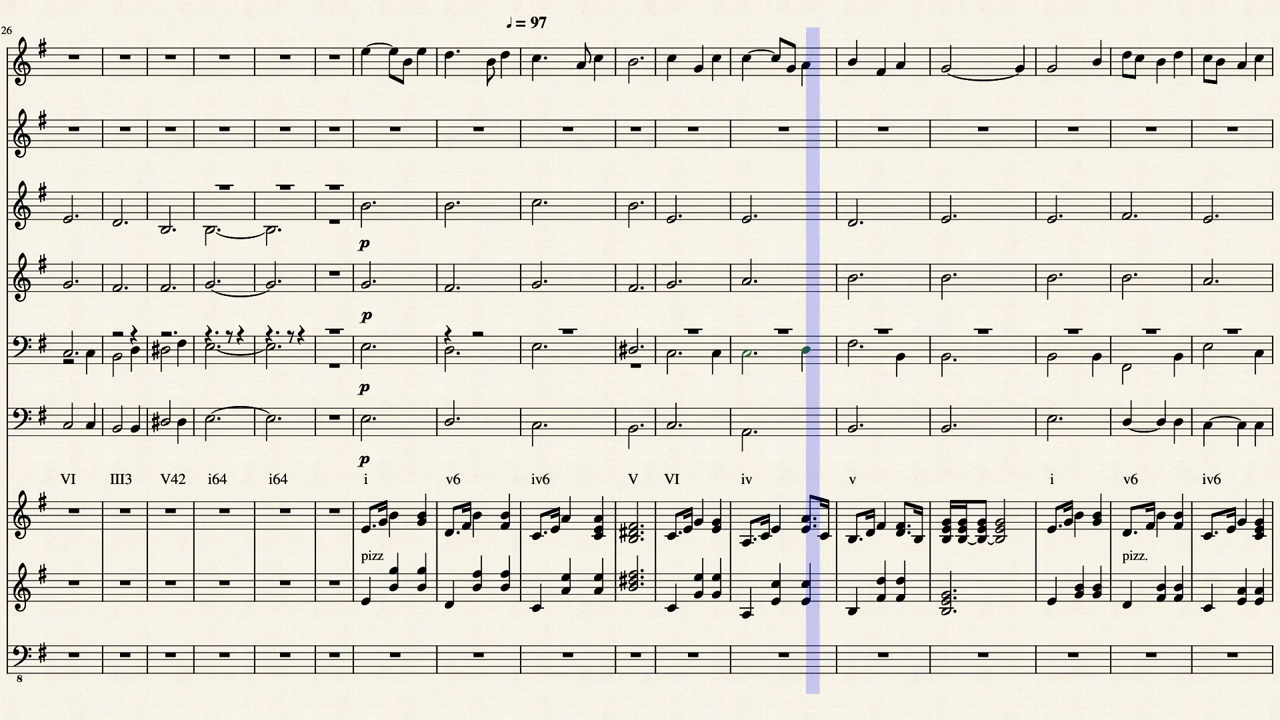 ♩ = 97
26
p
p
p
p
VI III3 V42 i64 i64 i v6 iv6 V VI iv v i v6 iv6
pizz pizz.
8